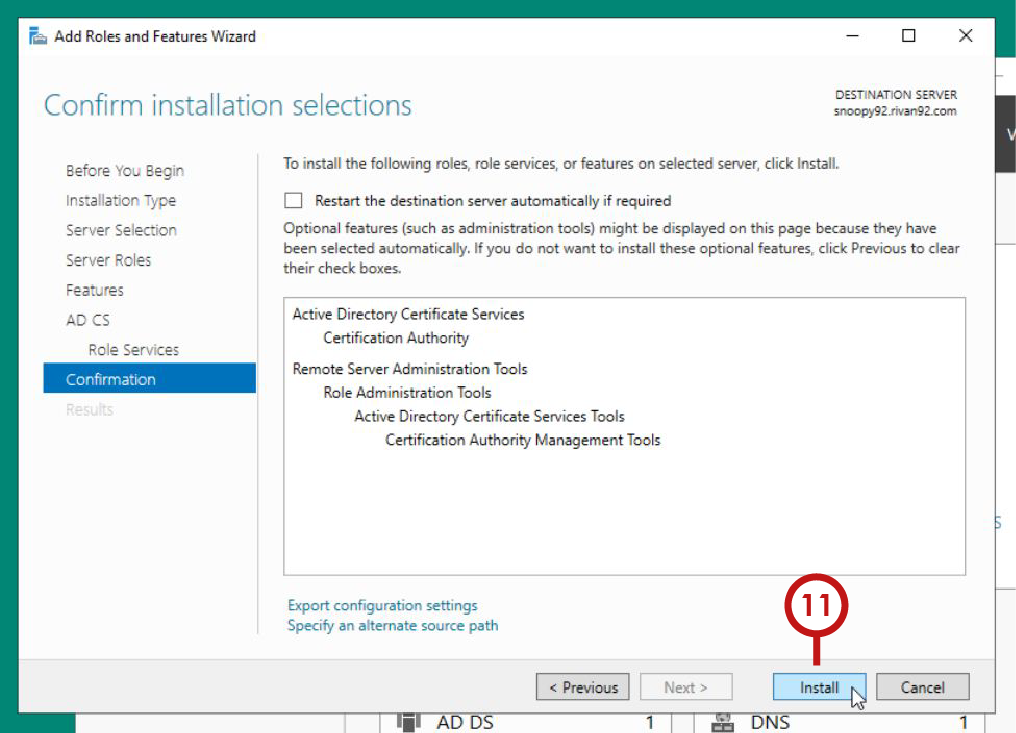 Add Roles and Features Wizard
Confirm installation selections
DESTINATION SERVER
snoopy92.rivan92.com
Before You Begin
Installation Type
Server Selection
Server Roles
Features
AD CS
Role Services
Confirmation
Results
To install the following roles, role services, or features on selected server, click Install.
Restart the destination server automatically if required
Optional features (such as administration tools) might be displayed on this page because they have
been selected automatically. If you do not want to install these optional features, click Previous to clear
their check boxes.
Active Directory Certificate Services
Certification Authority
Remote Server Administration Tools
Role Administration Tools
Active Directory Certificate Services Tools
Certification Authority Management Tools
Export configuration settings
Specify an alternate source path
11
< Previous
Next >
Install
Cancel
AD DS
1
DNS
1